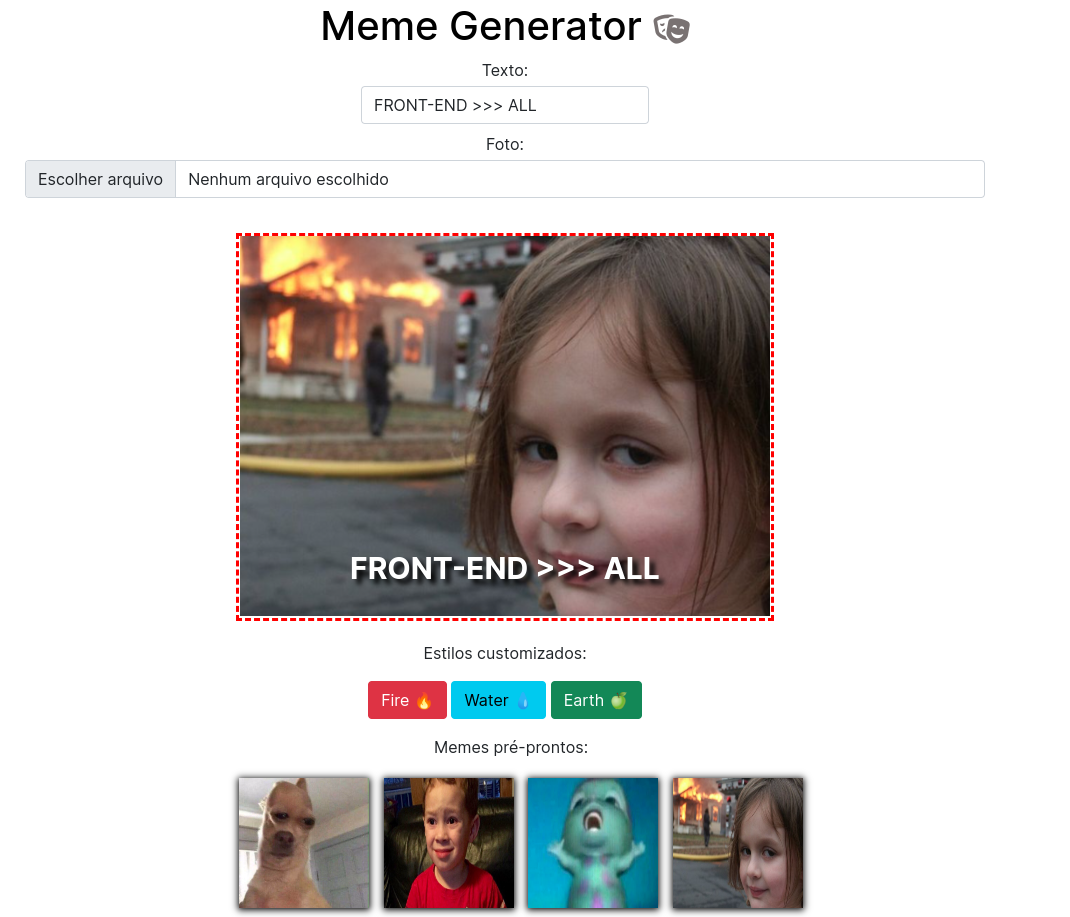 Meme Generator
Texto:
FRONT-END >>> ALL
Foto:
Escolher arquivo Nenhum arquivo escolhido
FRONT-END >>> ALL
Estilos customizados:
Fire 🔥 Water 💧 Earth 🍏
Memes pré-prontos: